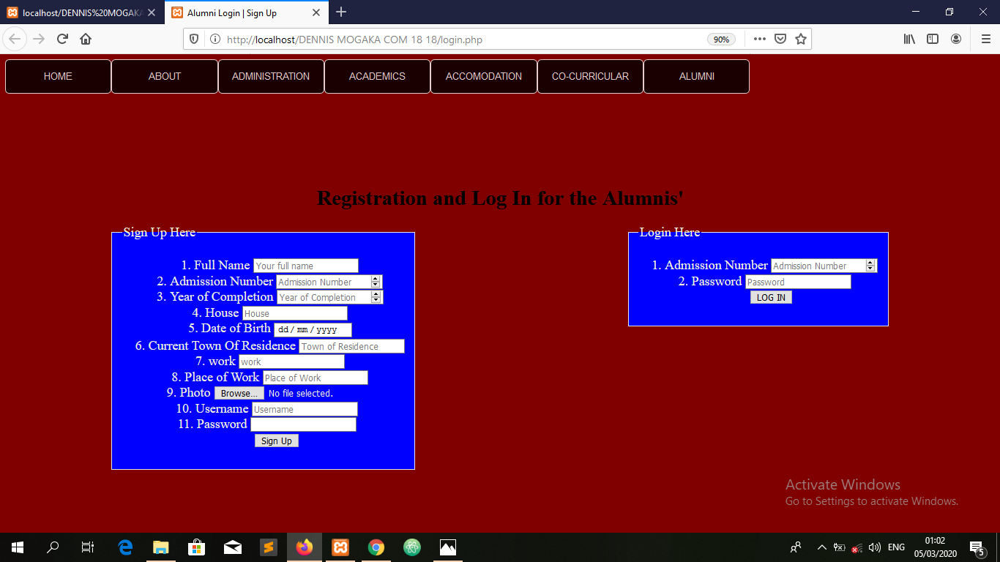 localhost/DENNIS%20MOGAKA
Alumni Login | Sign Up
http://localhost/DENNIS MOGAKA COM 18 18/login.php
90%
HOME
ABOUT
ADMINISTRATION
ACADEMICS
ACCOMODATION
CO-CURRICULAR
ALUMNI
Registration and Log In for the Alumnis'
Sign Up Here
1. Full Name Your full name
2. Admission Number Admission Number
3. Year of Completion Year of Completion
4. House House
5. Date of Birth dd / mm / yyyy
6. Current Town Of Residence Town of Residence
7. work work
8. Place of Work Place of Work
9. Photo Browse... No file selected.
10. Username Username
11. Password
Sign Up
Login Here
1. Admission Number Admission Number
2. Password Password
LOG IN
Activate Windows
Go to Settings to activate Windows.
ENG
01:02
05/03/2020
5